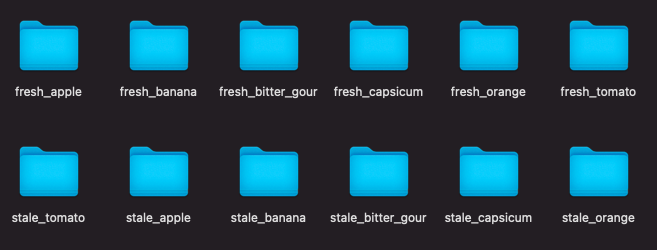 fresh_apple fresh_banana fresh_bitter_gour fresh_capsicum fresh_orange fresh_tomato
stale_tomato stale_apple stale_banana stale_bitter_gour stale_capsicum stale_orange